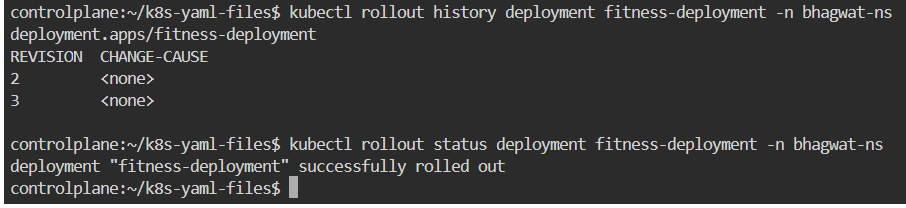 controlplane:~/k8s-yaml-files$ kubectl rollout history deployment fitness-deployment -n bhagwat-ns
deployment.apps/fitness-deployment
REVISION  CHANGE-CAUSE
2         <none>
3         <none>

controlplane:~/k8s-yaml-files$ kubectl rollout status deployment fitness-deployment -n bhagwat-ns
deployment "fitness-deployment" successfully rolled out
controlplane:~/k8s-yaml-files$